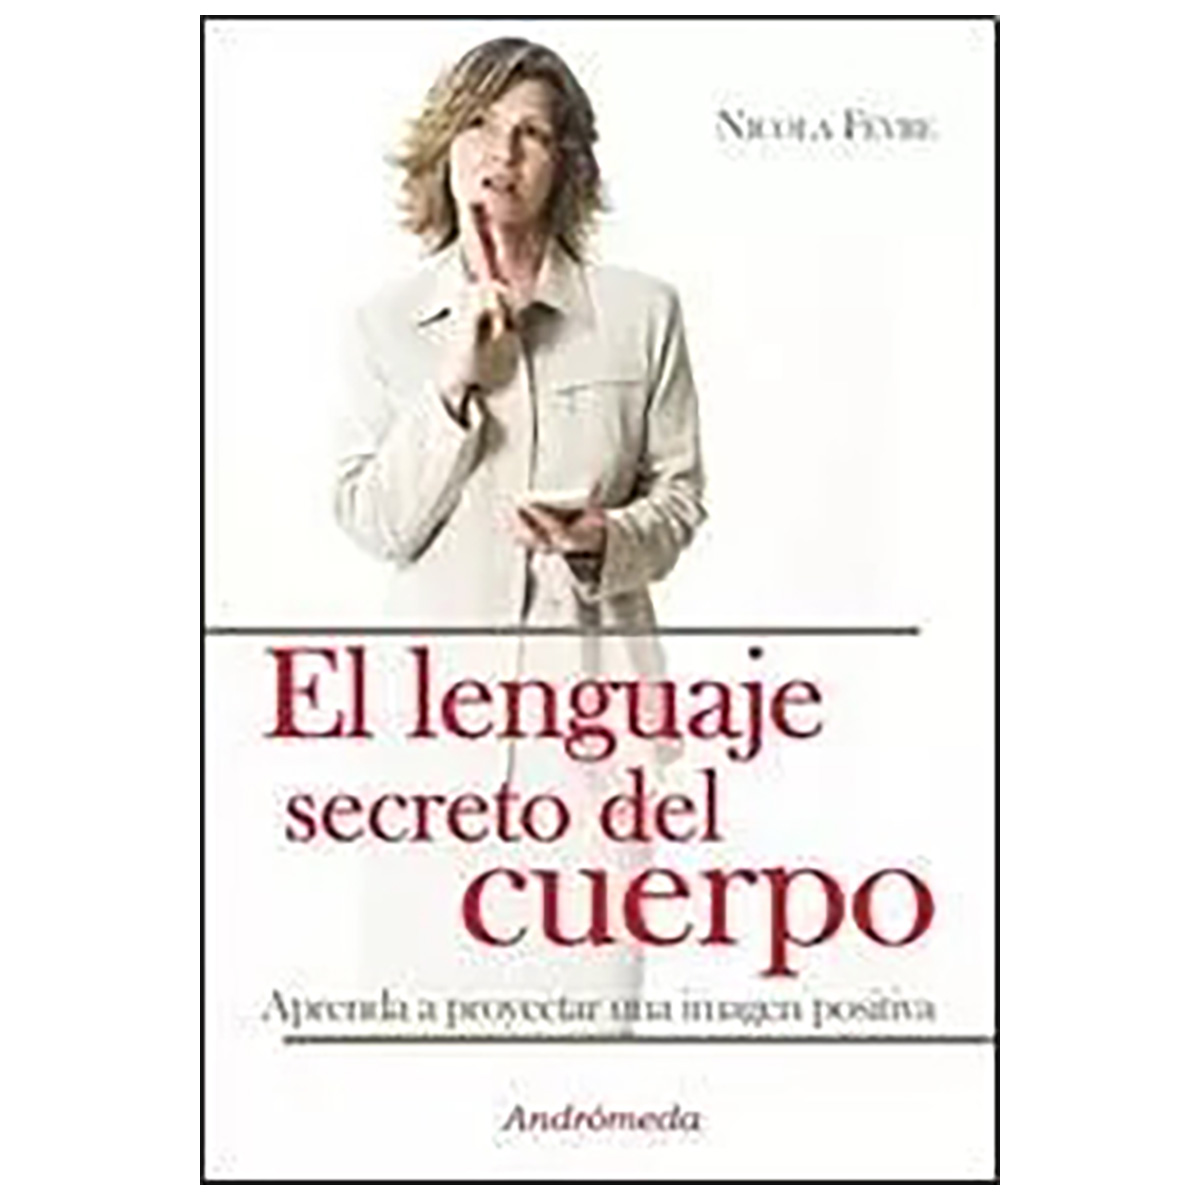 NICOLA FEVRE
El lenguaje
secreto del
cuerpo
Aprenda a proyectar una imagen positiva
Andrómeda